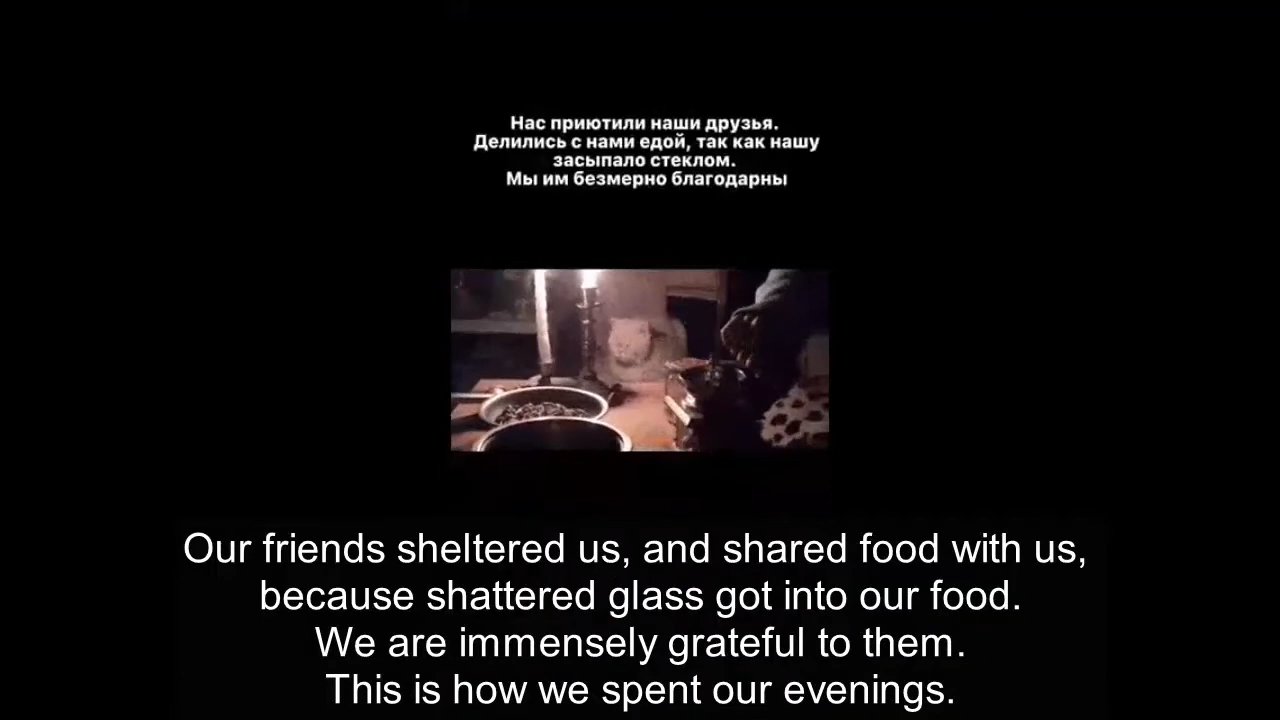 Нас приютили наши друзья.
Делились с нами едой, так как нашу
засыпало стеклом.
Мы им безмерно благодарны
Our friends sheltered us, and shared food with us,
because shattered glass got into our food.
We are immensely grateful to them.
This is how we spent our evenings.